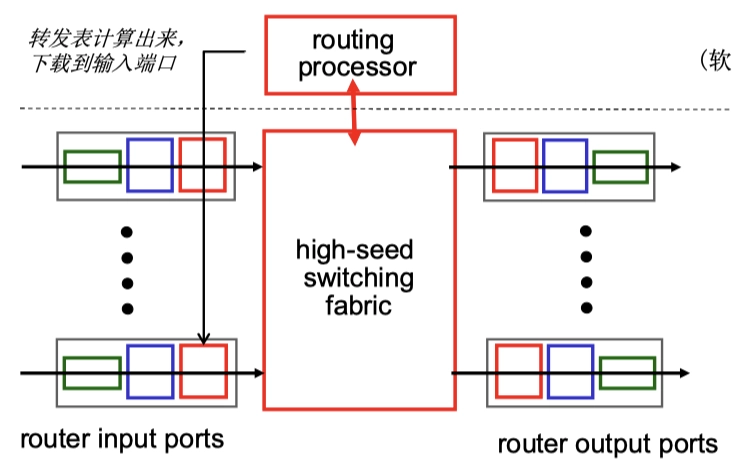 转发表计算出来，
下载到输入端口
routing
processor
（软
high-seed
switching
fabric
router input ports
router output ports